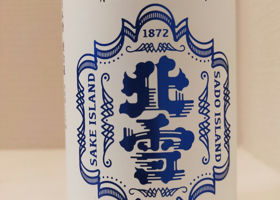 1872
SAKE ISLAND
北雪
SADO ISLAND